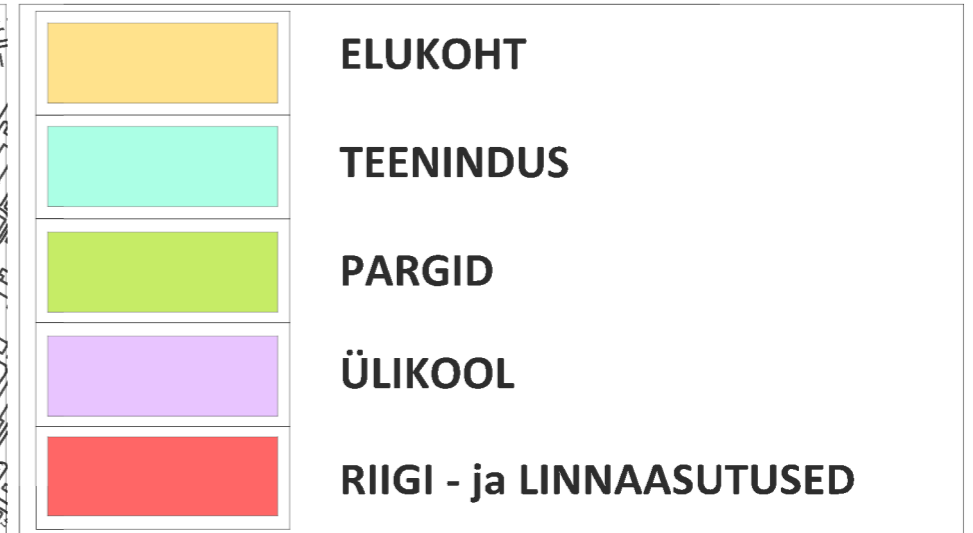 ELUKOHT
TEENINDUS
PARGID
ÜLIKOOL
RIIGI - ja LINNAASUTUSED